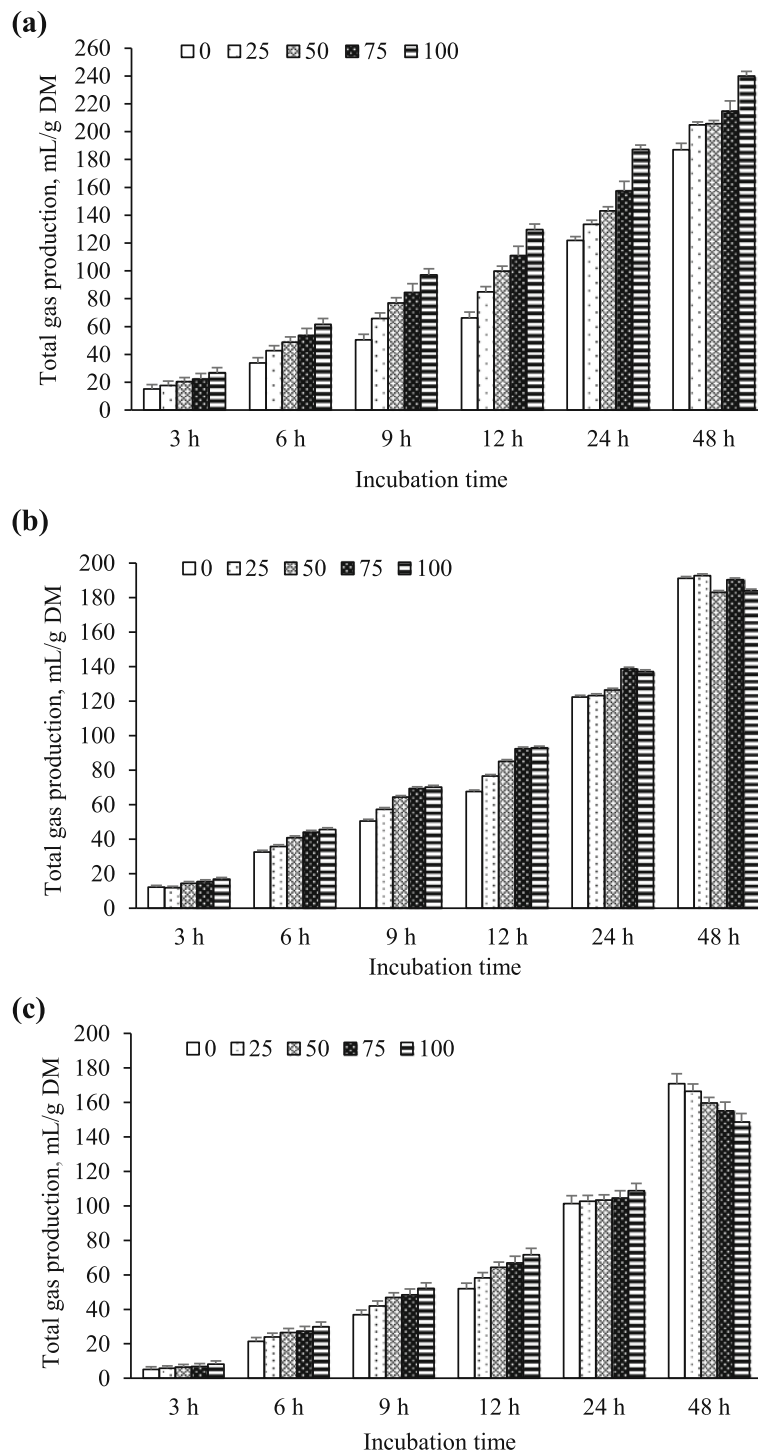 (a)
0 25 50 75 100
260
240
220
200
180
160
140
120
100
80
60
40
20
0
Total gas production, mL/g DM
3 h 6 h 9 h 12 h 24 h 48 h
Incubation time
(b)
0 25 50 75 100
200
180
160
140
120
100
80
60
40
20
0
Total gas production, mL/g DM
3 h 6 h 9 h 12 h 24 h 48 h
Incubation time
(c)
0 25 50 75 100
200
180
160
140
120
100
80
60
40
20
0
Total gas production, mL/g DM
3 h 6 h 9 h 12 h 24 h 48 h
Incubation time